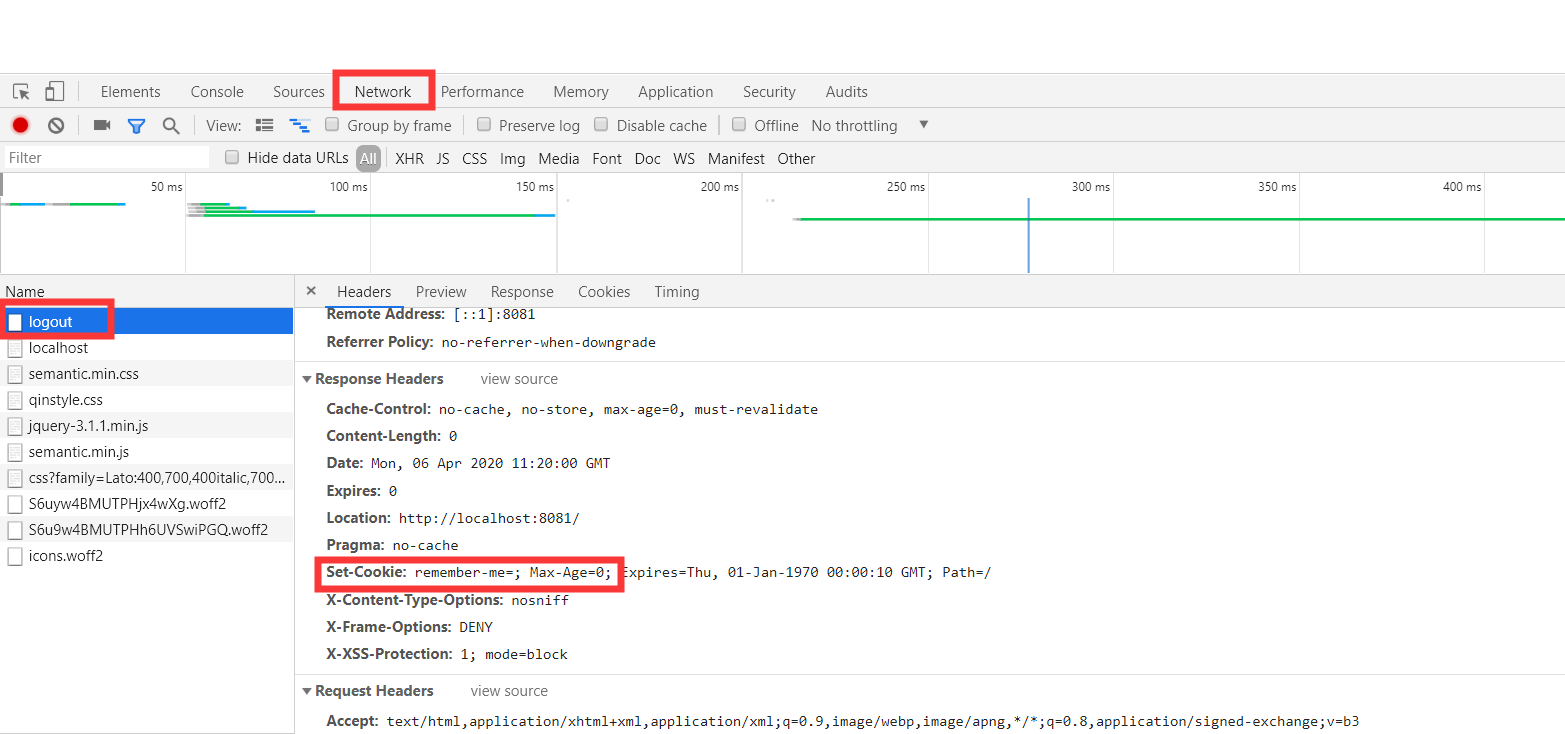 Elements Console Sources Network Performance Memory Application Security Audits
View: Group by frame Preserve log Disable cache Offline No throttling ▼
Filter Hide data URLs All XHR JS CSS Img Media Font Doc WS Manifest Other
50 ms 100 ms 150 ms 200 ms 250 ms 300 ms 350 ms 400 ms
Name
logout
localhost
semantic.min.css
qinstyle.css
jquery-3.1.1.min.js
semantic.min.js
css?family=Lato:400,700,400italic,700...
S6uyw4BMUTPHjx4wXg.woff2
S6u9w4BMUTPHh6UVSwiPGQ.woff2
icons.woff2
× Headers Preview Response Cookies Timing
Remote Address: [::1]:8081
Referrer Policy: no-referrer-when-downgrade
▼ Response Headers view source
Cache-Control: no-cache, no-store, max-age=0, must-revalidate
Content-Length: 0
Date: Mon, 06 Apr 2020 11:20:00 GMT
Expires: 0
Location: http://localhost:8081/
Pragma: no-cache
Set-Cookie: remember-me=; Max-Age=0; Expires=Thu, 01-Jan-1970 00:00:10 GMT; Path=/
X-Content-Type-Options: nosniff
X-Frame-Options: DENY
X-XSS-Protection: 1; mode=block
▼ Request Headers view source
Accept: text/html,application/xhtml+xml,application/xml;q=0.9,image/webp,image/apng,*/*;q=0.8,application/signed-exchange;v=b3